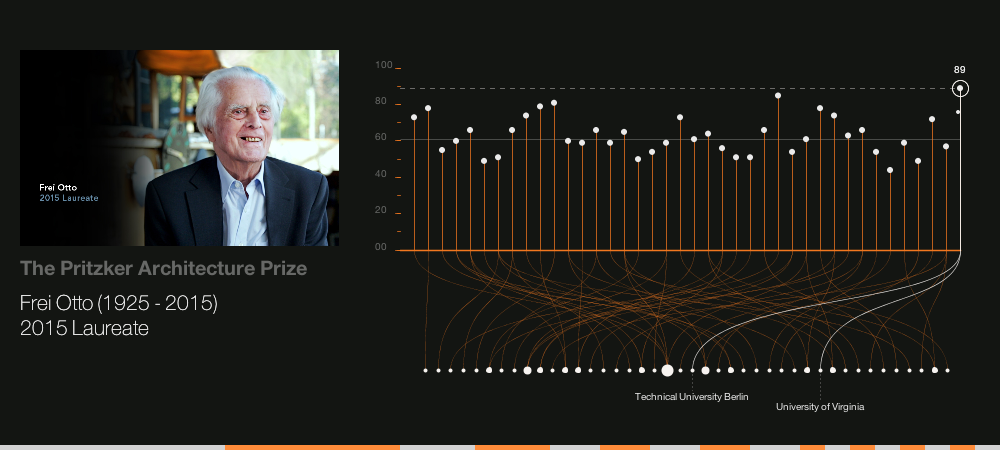 Frei Otto
2015 Laureate
The Pritzker Architecture Prize
Frei Otto (1925 - 2015)
2015 Laureate
100
80
60
40
20
00
89
Technical University Berlin
University of Virginia